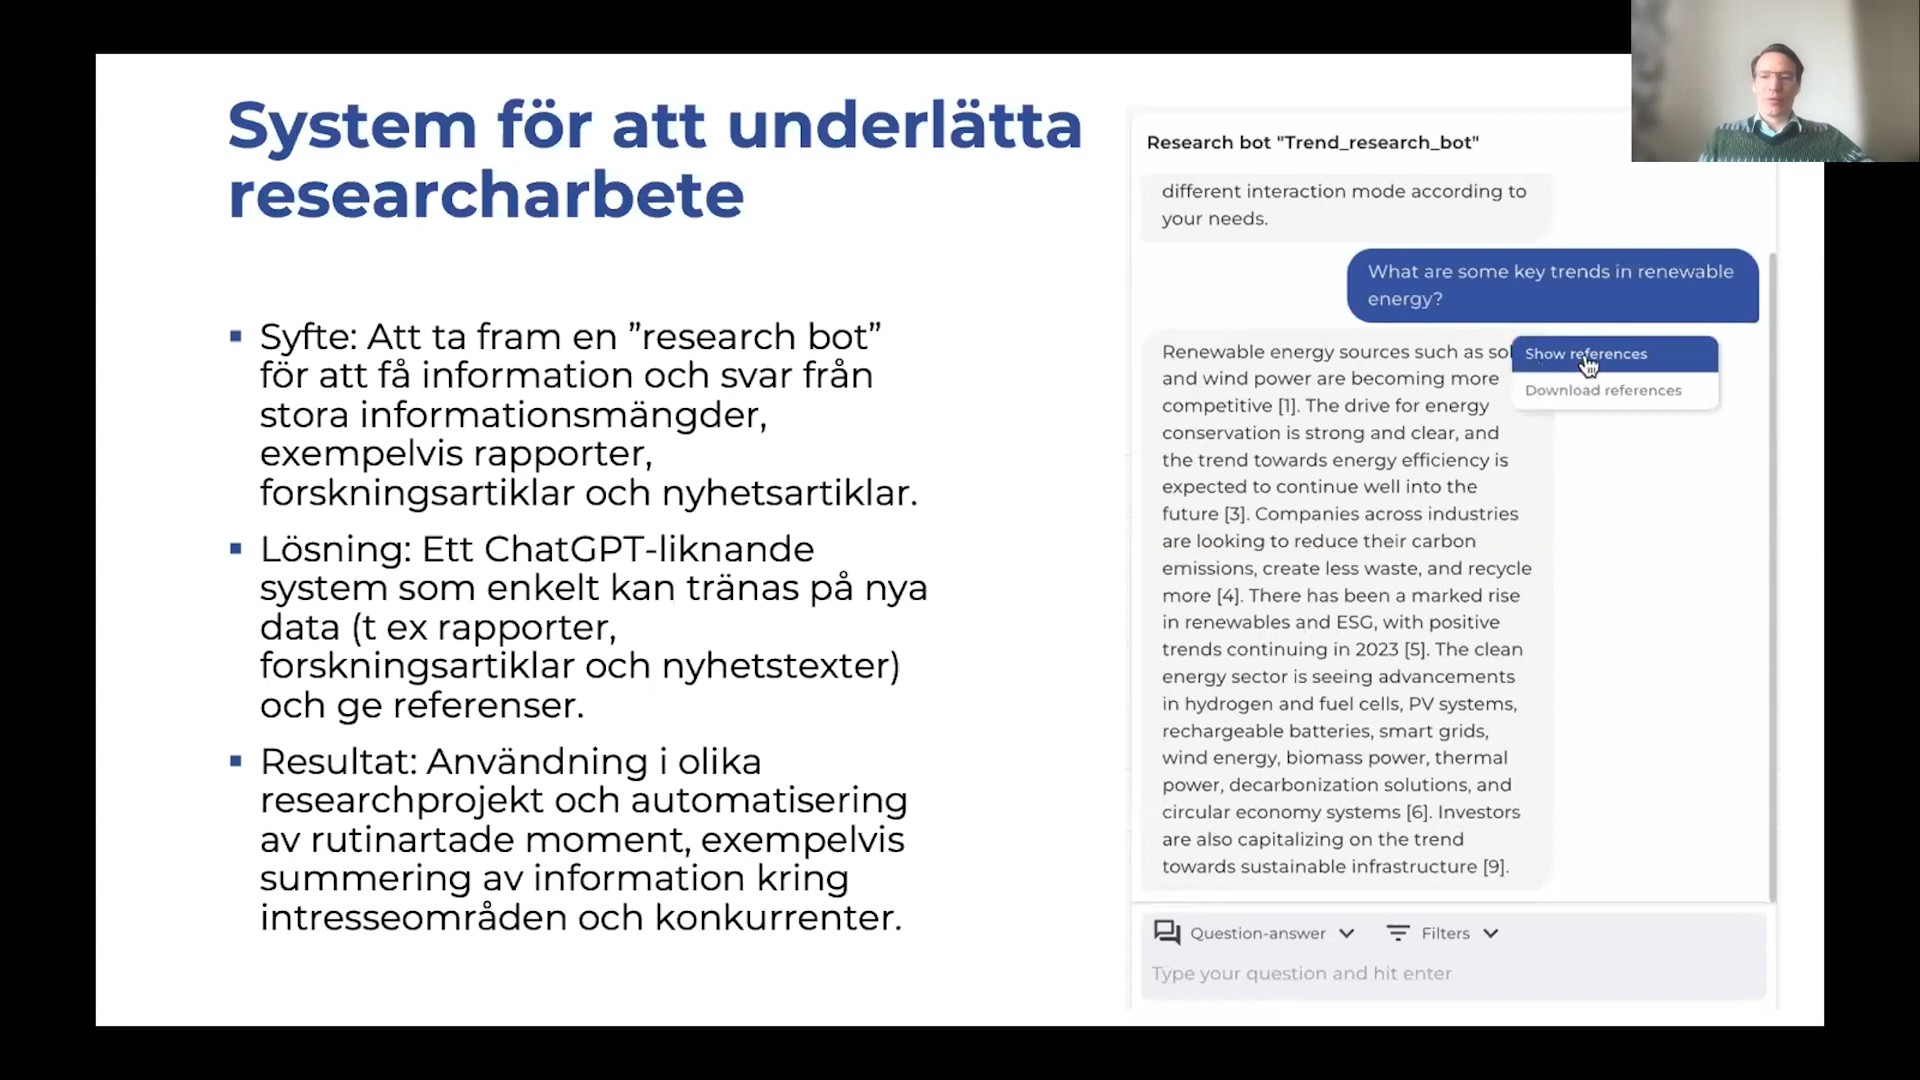 System för att underlätta
researcharbete
▪ Syfte: Att ta fram en ”research bot”
för att få information och svar från
stora informationsmängder,
exempelvis rapporter,
forskningsartiklar och nyhetsartiklar.
▪ Lösning: Ett ChatGPT-liknande
system som enkelt kan tränas på nya
data (t ex rapporter,
forskningsartiklar och nyhetstexter)
och ge referenser.
▪ Resultat: Användning i olika
researchprojekt och automatisering
av rutinartade moment, exempelvis
summering av information kring
intresseområden och konkurrenter.
Research bot "Trend_research_bot"
different interaction mode according to
your needs.
What are some key trends in renewable
energy?
Show references
Download references
Renewable energy sources such as sol
and wind power are becoming more
competitive [1]. The drive for energy
conservation is strong and clear, and
the trend towards energy efficiency is
expected to continue well into the
future [3]. Companies across industries
are looking to reduce their carbon
emissions, create less waste, and recycle
more [4]. There has been a marked rise
in renewables and ESG, with positive
trends continuing in 2023 [5]. The clean
energy sector is seeing advancements
in hydrogen and fuel cells, PV systems,
rechargeable batteries, smart grids,
wind energy, biomass power, thermal
power, decarbonization solutions, and
circular economy systems [6]. Investors
are also capitalizing on the trend
towards sustainable infrastructure [9].
Question-answer
Filters
Type your question and hit enter